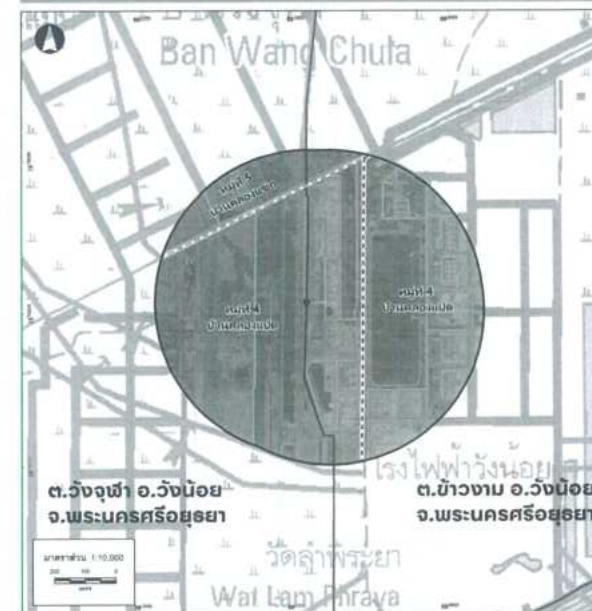 Ban Wang Chula
หมู่ที่ 5
บ้านคลองแขก
หมู่ที่ 4
บ้านคลองแปด
หมู่ที่ 4
บ้านคลองแปด
โรงไฟฟ้าวังน้อย
ต.วังจุฬา อ.วังน้อย
จ.พระนครศรีอยุธยา
ต.ข้าวงาม อ.วังน้อย
จ.พระนครศรีอยุธยา
มาตราส่วน 1:10,000
วัดลำพระยา
Wat Lam Phraya